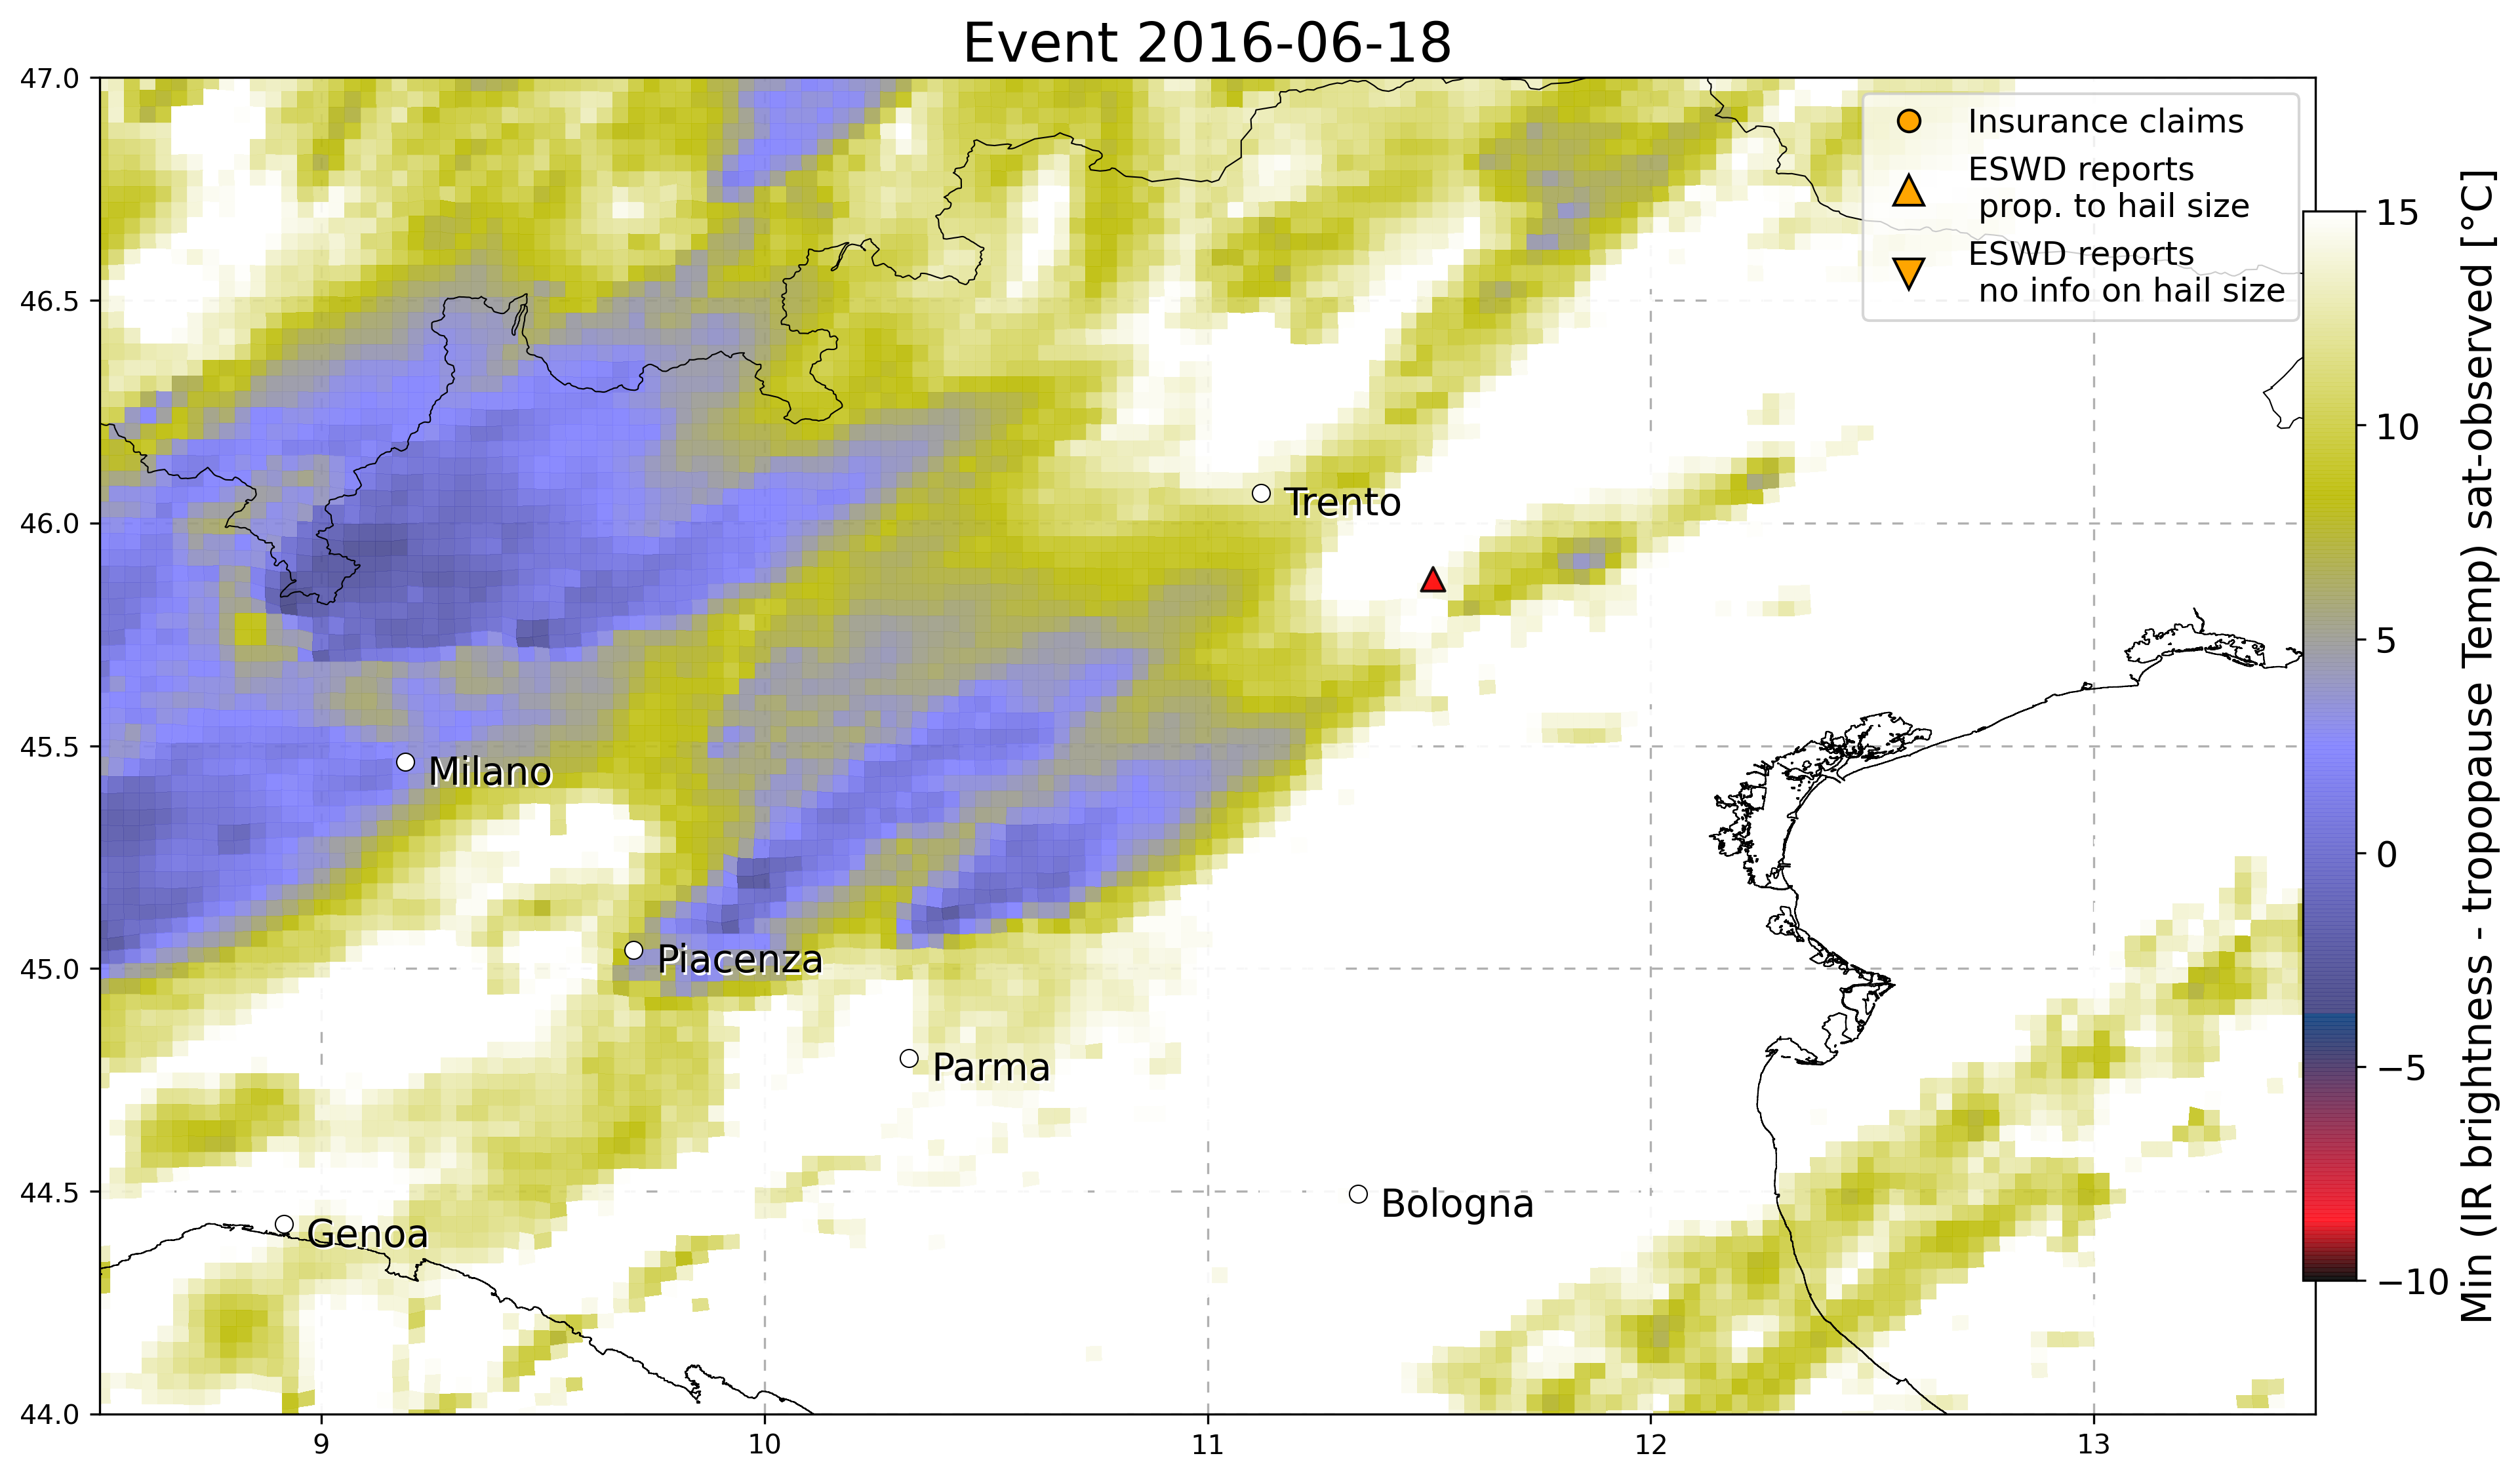 Event 2016-06-18
47.0
46.5
46.0
45.5
45.0
44.5
44.0
9
10
11
12
13
Insurance claims
ESWD reports
prop. to hail size
ESWD reports
no info on hail size
Trento
Milano
Piacenza
Parma
Bologna
Genoa
15
10
5
0
−5
−10
Min (IR brightness - tropopause Temp) sat-observed [°C]